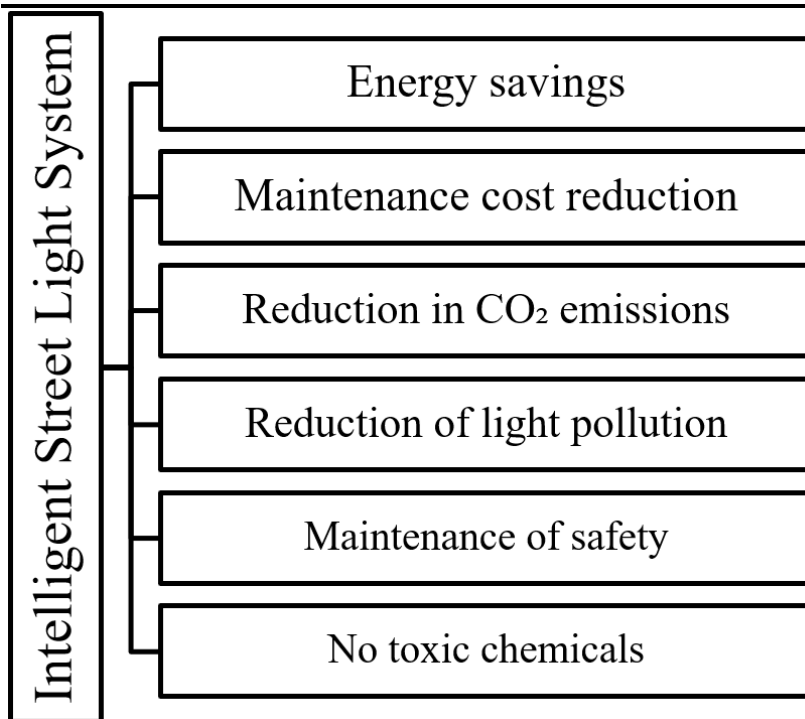 Intelligent Street Light System
Energy savings
Maintenance cost reduction
Reduction in CO₂ emissions
Reduction of light pollution
Maintenance of safety
No toxic chemicals